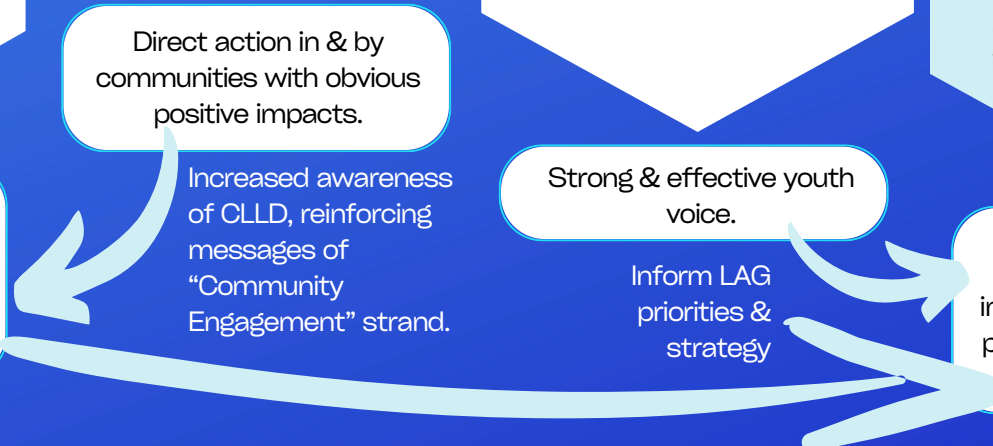 Direct action in & by
communities with obvious
positive impacts.
Increased awareness
of CLLD, reinforcing
messages of
“Community
Engagement” strand.
Strong & effective youth
voice.
Inform LAG
priorities &
strategy